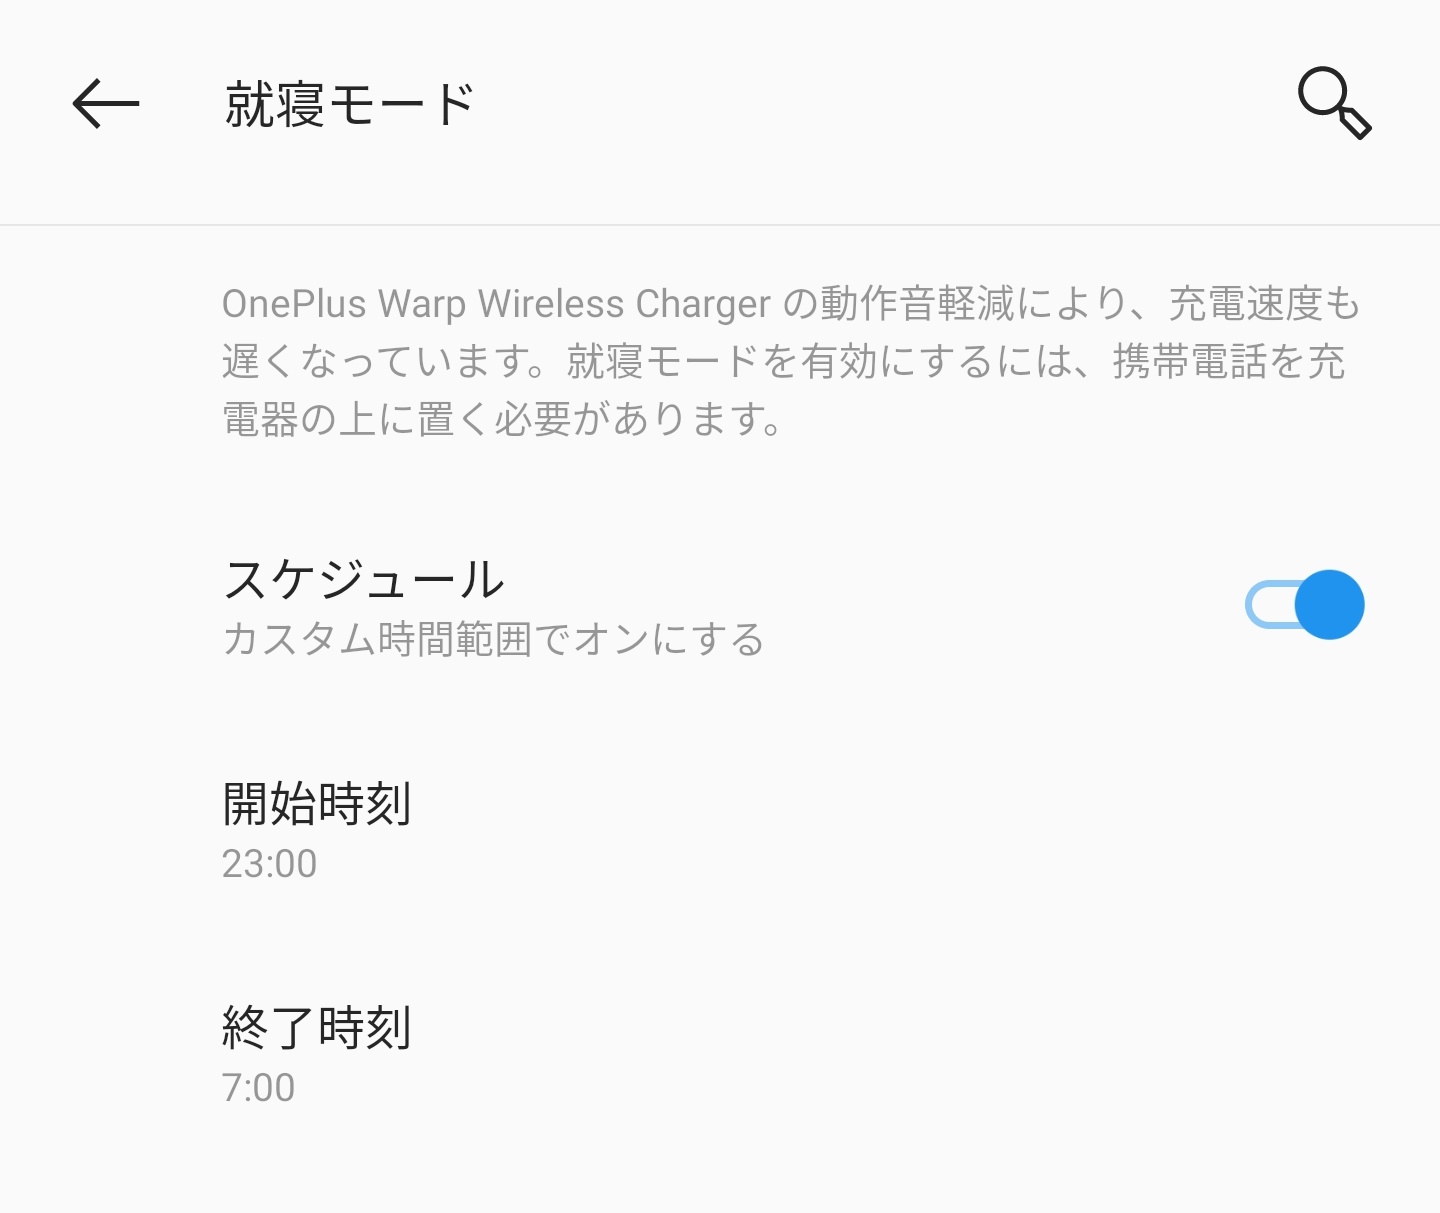 就寝モード
OnePlus Warp Wireless Charger の動作音軽減により、充電速度も
遅くなっています。就寝モードを有効にするには、携帯電話を充
電器の上に置く必要があります。
スケジュール
カスタム時間範囲でオンにする
開始時刻
23:00
終了時刻
7:00